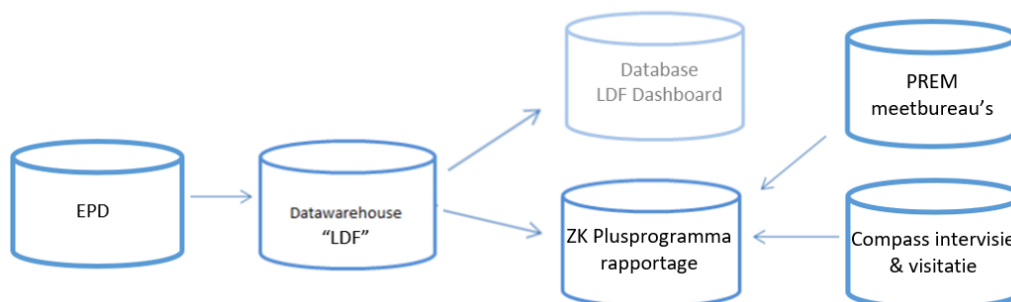 EPD
Datawarehouse
“LDF”
Database
LDF Dashboard
ZK Plusprogramma
rapportage
PREM
meetbureau's
Compass intervisie
& visitatie